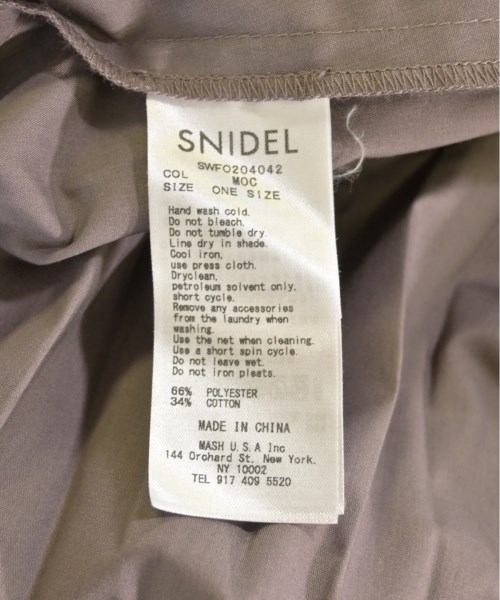 SNIDEL
SWFO204042
COL MOC
SIZE ONE SIZE
Hand wash cold.
Do not bleach.
Do not tumble dry.
Line dry in shade.
Cool iron,
use press cloth.
Dryclean,
petroleum solvent only,
short cycle.
Remove any accessories
from the laundry when
washing.
Use the net when cleaning.
Use a short spin cycle.
Do not leave wet.
Do not iron pleats.
66% POLYESTER
34% COTTON
MADE IN CHINA
MASH U.S.A Inc
144 Orchard St, New York.
NY 10002
TEL 917 409 5520